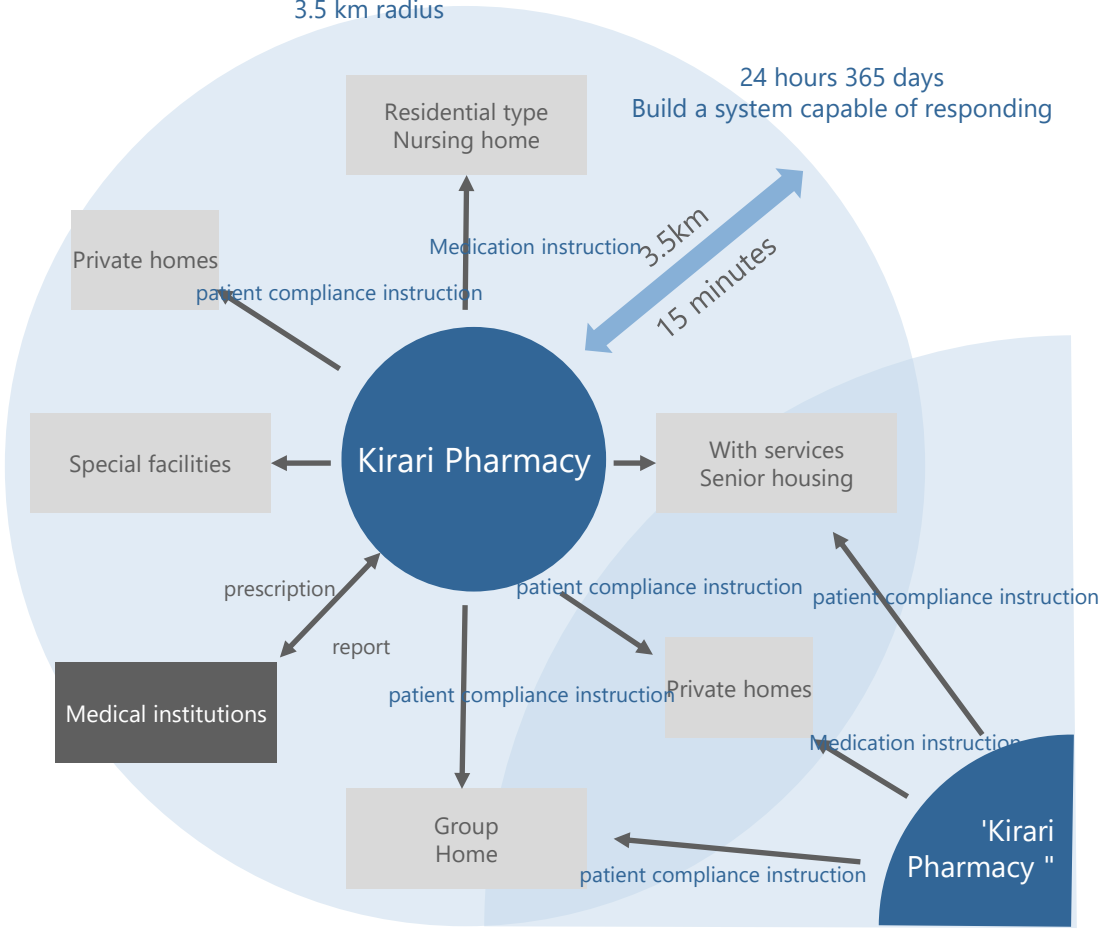 3.5 km radius
24 hours 365 days
Build a system capable of responding
Residential type
Nursing home
3.5km
15 minutes
Medication instruction
Private homes
patient compliance instruction
Kirari Pharmacy
Special facilities
With services
Senior housing
prescription
report
patient compliance instruction
patient compliance instruction
Medical institutions
patient compliance instruction
Private homes
Medication instruction
Group
Home
'Kirari
Pharmacy "
patient compliance instruction